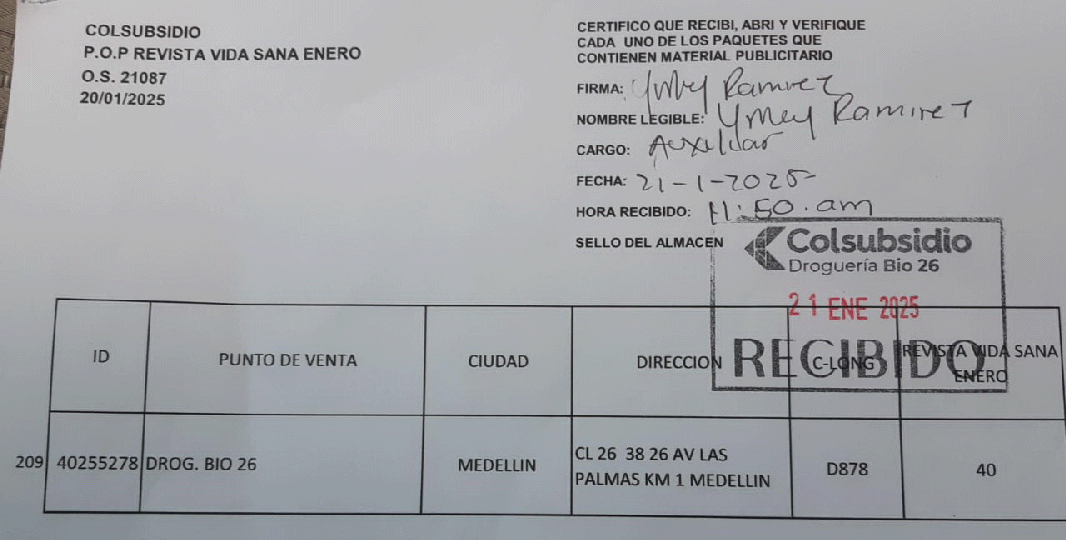 COLSUBSIDIO
P.O.P REVISTA VIDA SANA ENERO
O.S. 21087
20/01/2025
CERTIFICO QUE RECIBI, ABRI Y VERIFIQUE
CADA UNO DE LOS PAQUETES QUE
CONTIENEN MATERIAL PUBLICITARIO
FIRMA: Ymey Ramirez
NOMBRE LEGIBLE: Ymey Ramirez
CARGO: Auxiliar
FECHA: 21-1-2025
HORA RECIBIDO: 11:50.am
SELLO DEL ALMACEN
Colsubsidio
Droguería Bio 26
21 ENE 2025
RECIBIDO
ID PUNTO DE VENTA CIUDAD DIRECCION C-LONG REVISTA VIDA SANA
ENERO
209 40255278 DROG. BIO 26 MEDELLIN CL 26 38 26 AV LAS
PALMAS KM 1 MEDELLIN D878 40